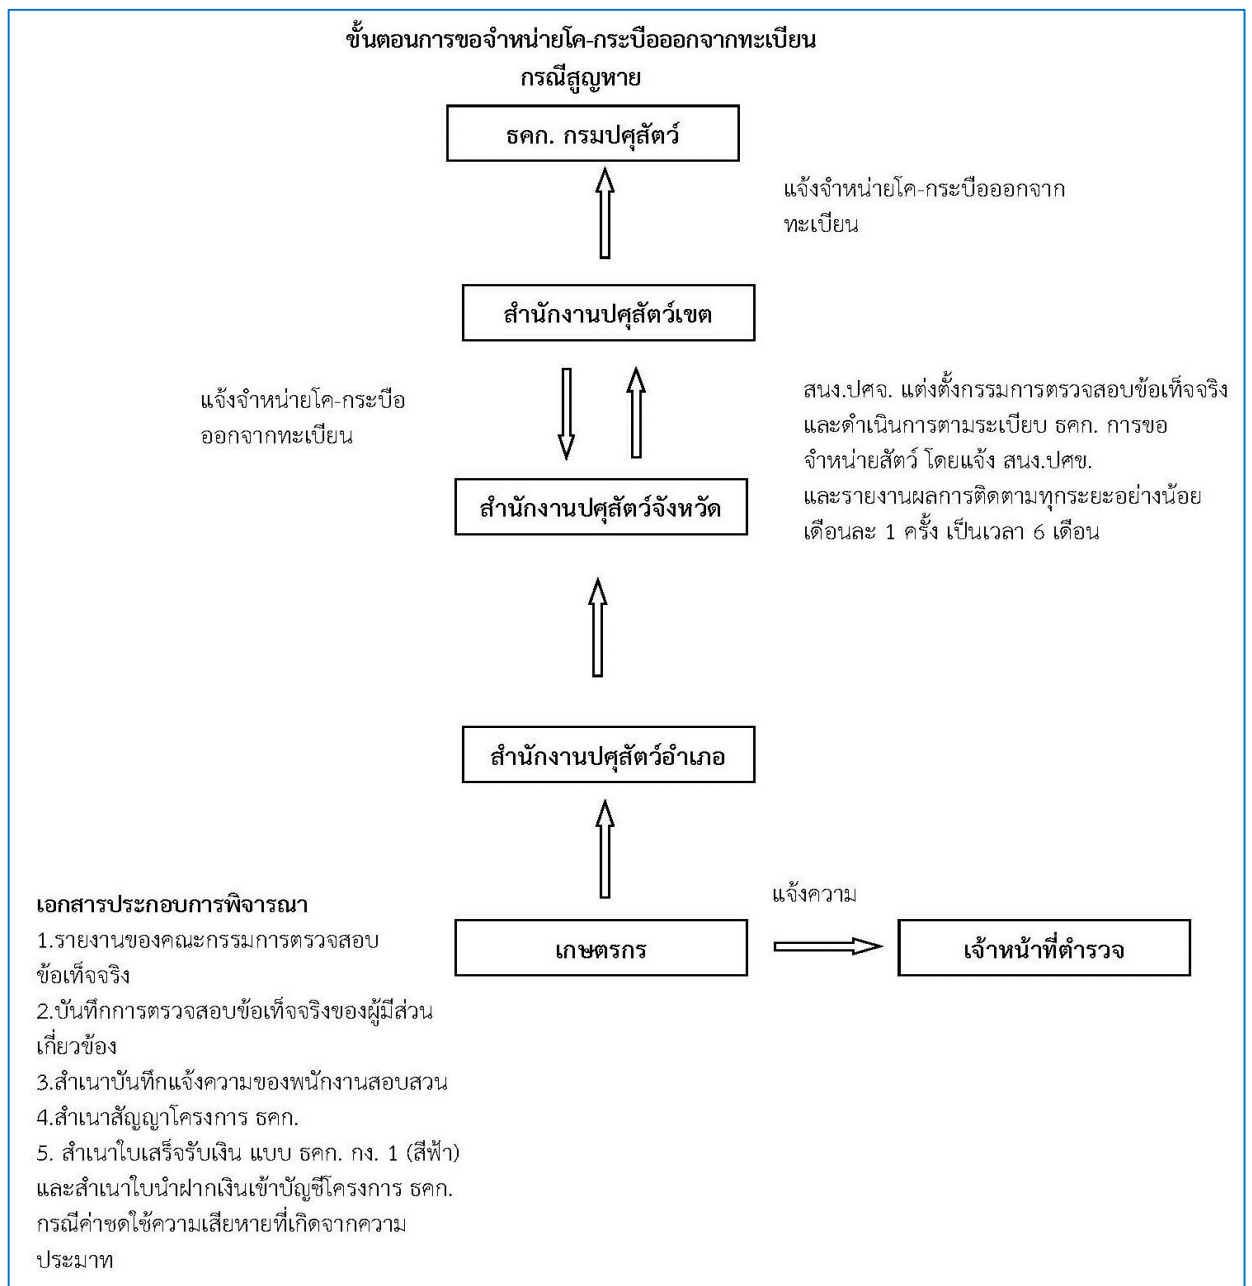 ขั้นตอนการขอจำหน่ายโค-กระบือออกจากทะเบียน
กรณีสูญหาย
ธคก. กรมปศุสัตว์
แจ้งจำหน่ายโค-กระบือออกจาก
ทะเบียน
สำนักงานปศุสัตว์เขต
แจ้งจำหน่ายโค-กระบือ
ออกจากทะเบียน
สนง.ปศจ. แต่งตั้งกรรมการตรวจสอบข้อเท็จจริง
และดำเนินการตามระเบียบ ธคก. การขอ
จำหน่ายสัตว์ โดยแจ้ง สนง.ปศข.
และรายงานผลการติดตามทุกระยะอย่างน้อย
เดือนละ 1 ครั้ง เป็นเวลา 6 เดือน
สำนักงานปศุสัตว์จังหวัด
สำนักงานปศุสัตว์อำเภอ
แจ้งความ
เกษตรกร
เจ้าหน้าที่ตำรวจ
เอกสารประกอบการพิจารณา
1.รายงานของคณะกรรมการตรวจสอบ
ข้อเท็จจริง
2.บันทึกการตรวจสอบข้อเท็จจริงของผู้มีส่วน
เกี่ยวข้อง
3.สำเนาบันทึกแจ้งความของพนักงานสอบสวน
4.สำเนาสัญญาโครงการ ธคก.
5. สำเนาใบเสร็จรับเงิน แบบ ธคก. กง. 1 (สีฟ้า)
และสำเนาใบนำฝากเงินเข้าบัญชีโครงการ ธคก.
กรณีค่าชดใช้ความเสียหายที่เกิดจากความ
ประมาท